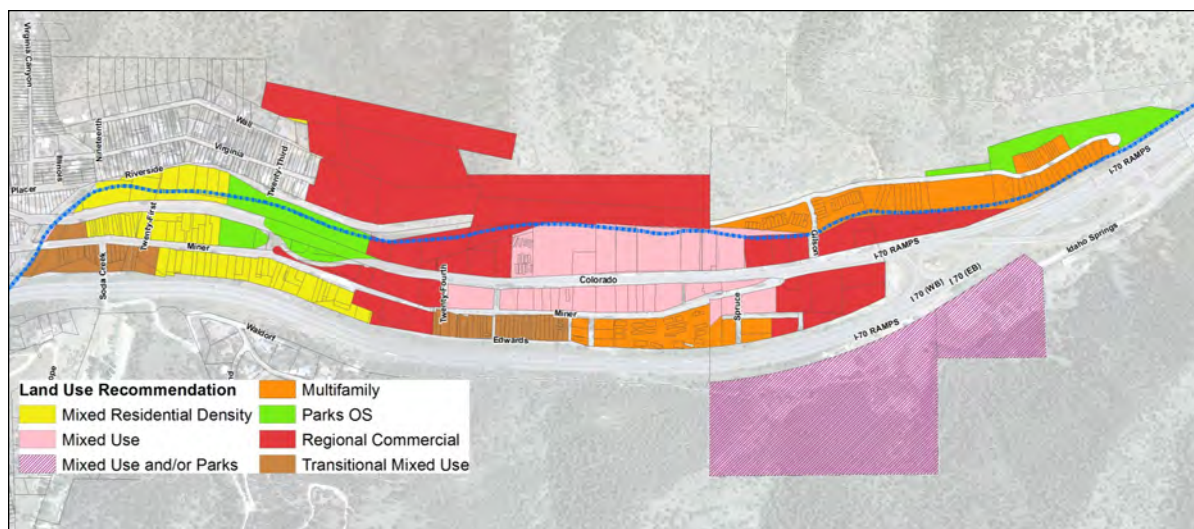 Virginia Canyon
Nineteenth
Wall
Virginia
Twenty-Third
Illinois
Riverside
Placer
Twenty-First
Miner
Soda Creek
Waldorf
Twenty-Fourth
Colorado
Miner
Edwards
Spruce
Gilson
I-70 RAMPS
I-70 RAMPS
I 70 (WB)
I 70 (EB)
I-70 RAMPS
Idaho Springs
Land Use Recommendation
Mixed Residential Density
Mixed Use
Mixed Use and/or Parks
Multifamily
Parks OS
Regional Commercial
Transitional Mixed Use